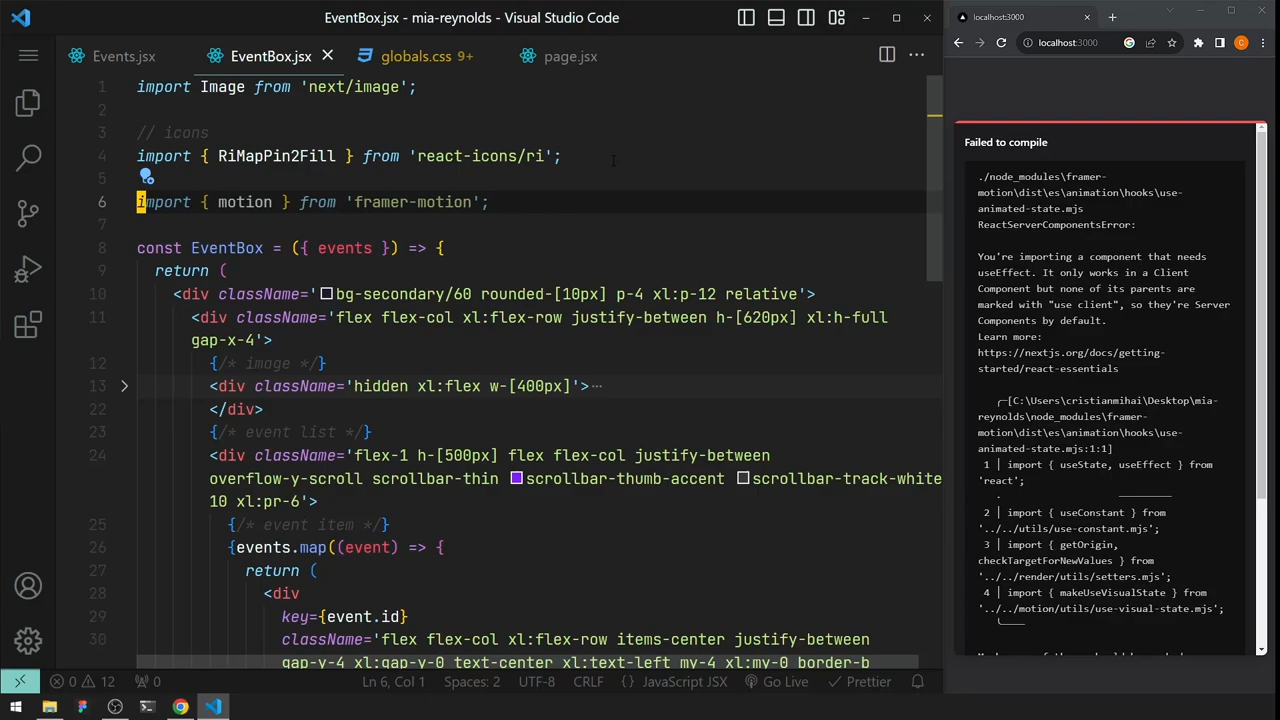 EventBox.jsx - mia-reynolds - Visual Studio Code
Events.jsx
EventBox.jsx
globals.css 9+
page.jsx
1 import Image from 'next/image';
2
3 // icons
4 import { RiMapPin2Fill } from 'react-icons/ri';
5
6 import { motion } from 'framer-motion';
7
8 const EventBox = ({ events }) => {
9 return (
10 <div className='bg-secondary/60 rounded-[10px] p-4 xl:p-12 relative'>
11 <div className='flex flex-col xl:flex-row justify-between h-[620px] xl:h-full
gap-x-4'>
12 {/* image */}
13 <div className='hidden xl:flex w-[400px]'>⋯
22 </div>
23 {/* event list */}
24 <div className='flex-1 h-[500px] flex flex-col justify-between
overflow-y-scroll scrollbar-thin scrollbar-thumb-accent scrollbar-track-white
10 xl:pr-6'>
25 {/* event item */}
26 {events.map((event) => {
27 return (
28 <div
29 key={event.id}
30 className='flex flex-col xl:flex-row items-center justify-between
gap-y-4 xl:gap-y-0 text-center xl:text-left my-4 xl:my-0 border-b
0 12 0 Ln 6, Col 1 Spaces: 2 UTF-8 CRLF {} JavaScript JSX Go Live Prettier
localhost:3000
localhost:3000
C
Failed to compile
./node_modules\framer-
motion\dist\es\animation\hooks\use-
animated-state.mjs
ReactServerComponentsError:
You're importing a component that needs
useEffect. It only works in a Client
Component but none of its parents are
marked with "use client", so they're Server
Components by default.
Learn more:
https://nextjs.org/docs/getting-
started/react-essentials
╭─[C:\Users\cristianmihai\Desktop\mia-
reynolds\node_modules\framer-
motion\dist\es\animation\hooks\use-
animated-state.mjs:1:1]
1 │ import { useState, useEffect } from
'react';
2 │ import { useConstant } from
'../../utils/use-constant.mjs';
3 │ import { getOrigin,
checkTargetForNewValues } from
'../../render/utils/setters.mjs';
4 │ import { makeUseVisualState } from
'../../motion/utils/use-visual-state.mjs';